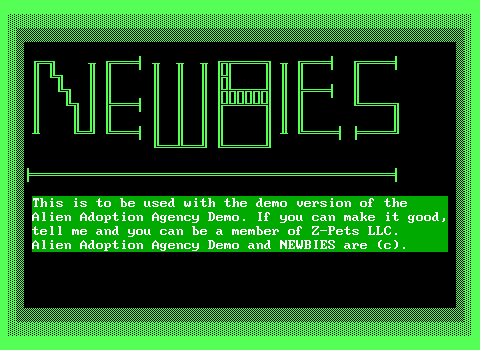 NEWBIES
This is to be used with the demo version of the
Alien Adoption Agency Demo. If you can make it good,
tell me and you can be a member of Z-Pets LLC.
Alien Adoption Agency Demo and NEWBIES are (c).